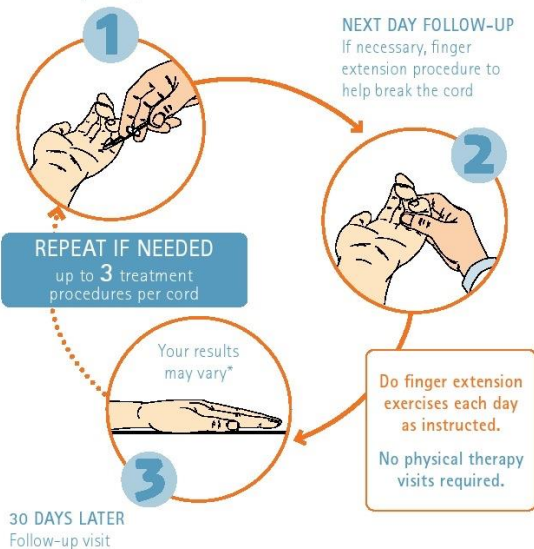 1
NEXT DAY FOLLOW-UP
If necessary, finger
extension procedure to
help break the cord
2
REPEAT IF NEEDED
up to 3 treatment
procedures per cord
Your results
may vary*
Do finger extension
exercises each day
as instructed.
No physical therapy
visits required.
3
30 DAYS LATER
Follow-up visit